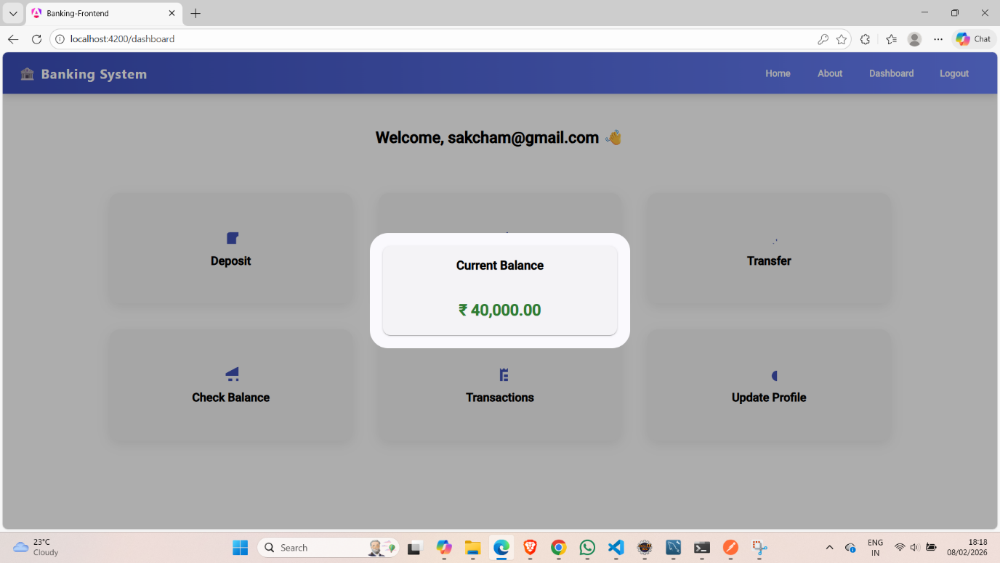 Banking-Frontend
localhost:4200/dashboard
Chat
Banking System
Home About Dashboard Logout
Welcome, sakcham@gmail.com 👋
Deposit
Transfer
Current Balance
₹ 40,000.00
Check Balance
Transactions
Update Profile
23°C
Cloudy
Search
ENG
IN
18:18
08/02/2026